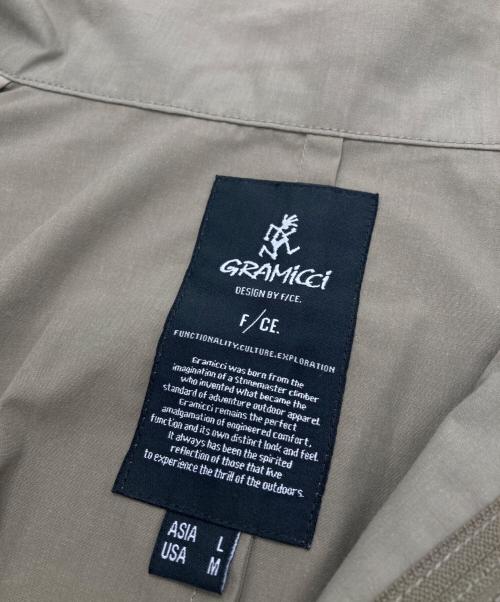 GRAMICCI
DESIGN BY F/CE.
F/CE.
FUNCTIONALITY.CULTURE.EXPLORATION
Gramicci was born from the
imagination of a stonemaster climber
who invented what became the
standard of adventure outdoor apparel.
Gramicci remains the perfect
amalgamation of engineered comfort,
function and its own distinct look and feel.
It always has been the spirited
reflection of those that live
to experience the thrill of the outdoors.
ASIA L
USA M